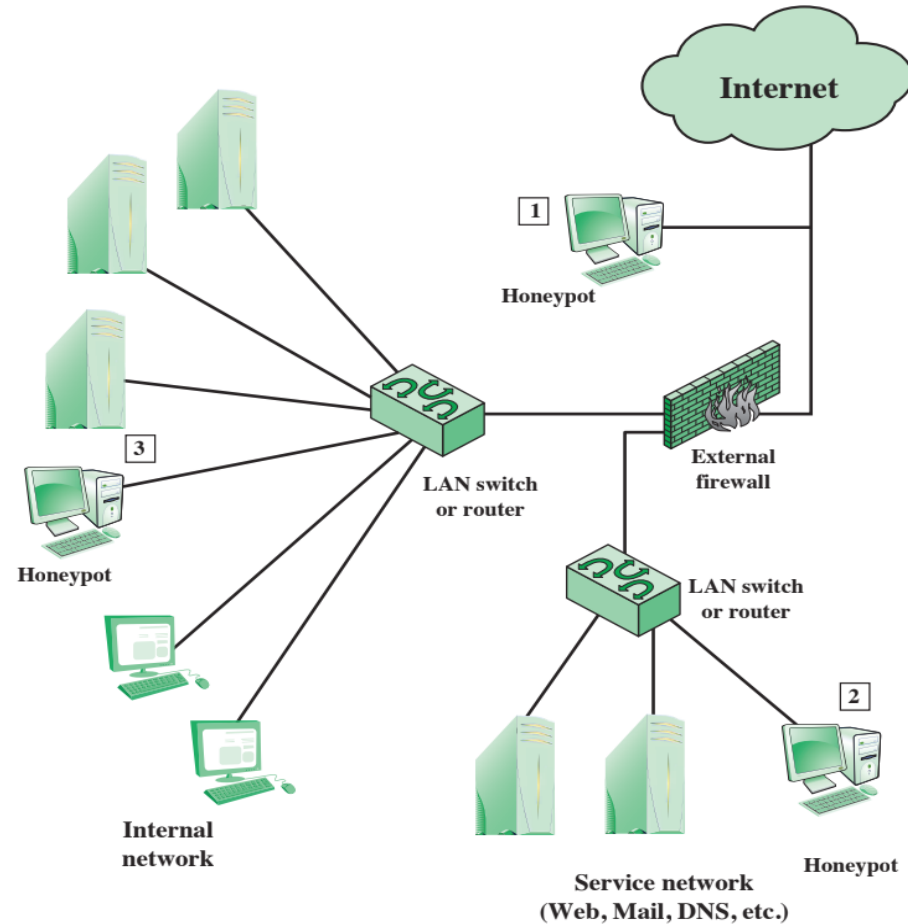 Internet
1
Honeypot
External
firewall
3
LAN switch
or router
Honeypot
LAN switch
or router
2
Internal
network
Honeypot
Service network
(Web, Mail, DNS, etc.)